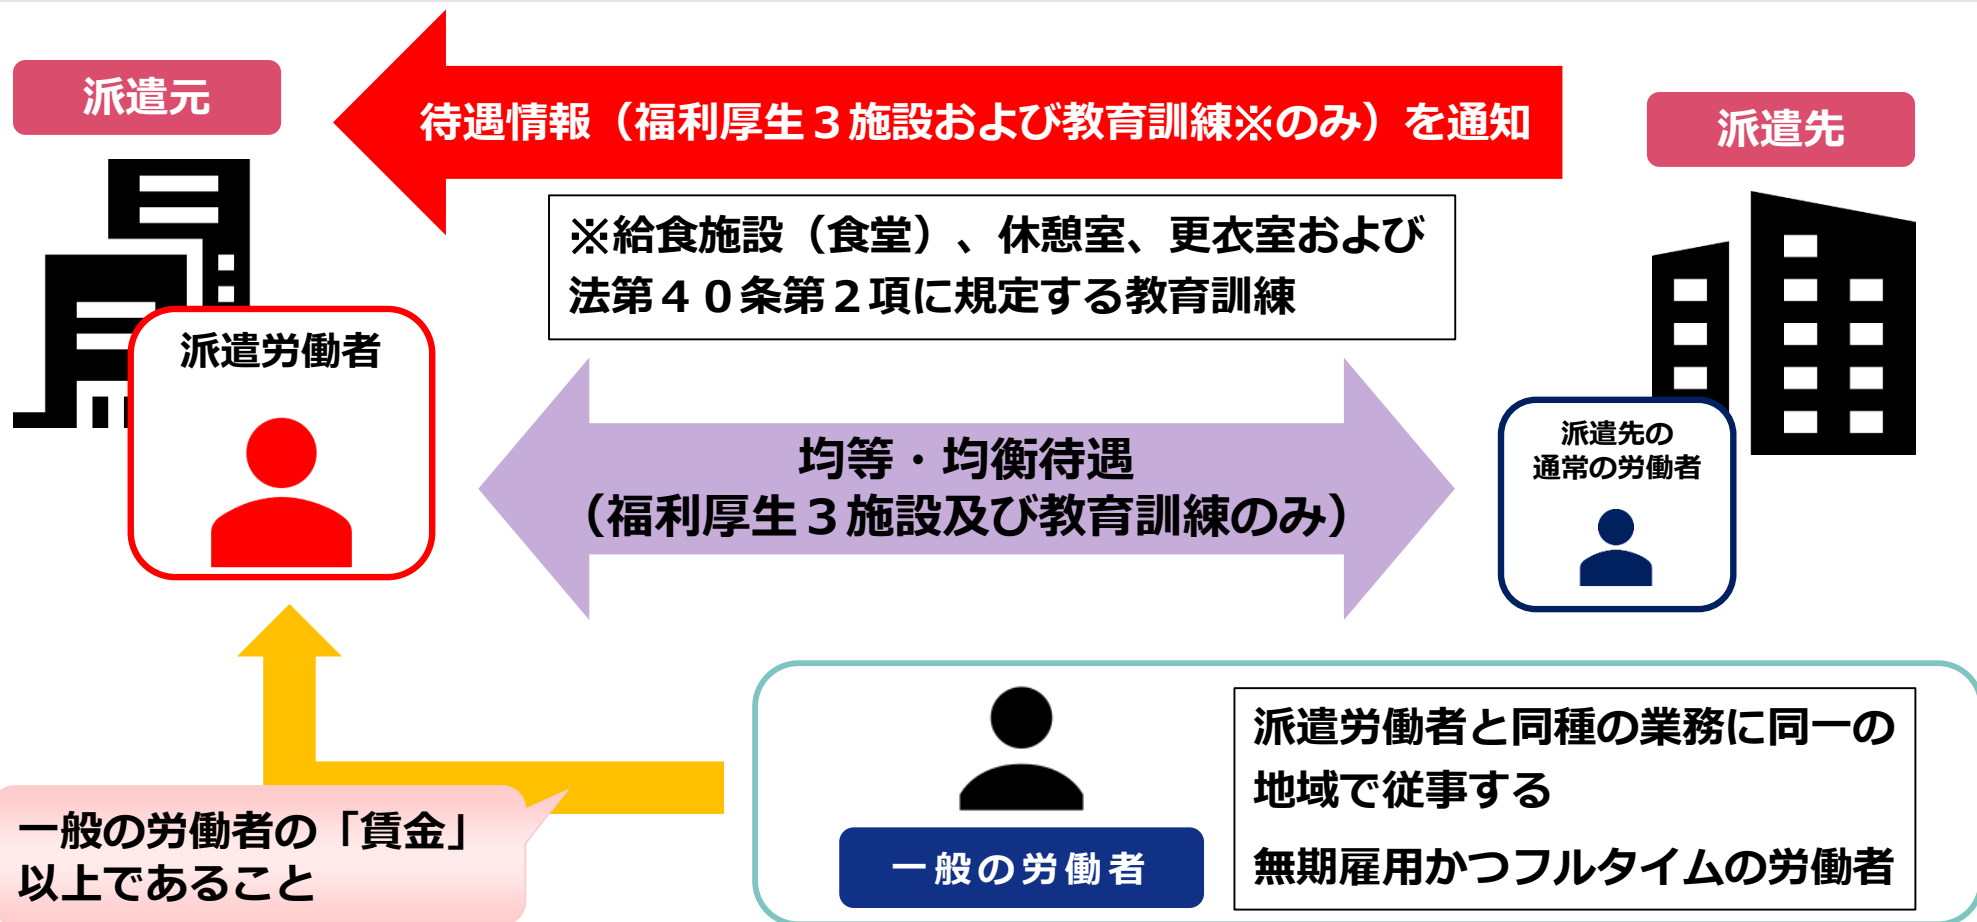 派遣元
待遇情報（福利厚生３施設および教育訓練※のみ）を通知
派遣先
※給食施設（食堂）、休憩室、更衣室および
法第４０条第２項に規定する教育訓練
派遣労働者
均等・均衡待遇
（福利厚生３施設及び教育訓練のみ）
派遣先の
通常の労働者
一般の労働者の「賃金」
以上であること
一般の労働者
派遣労働者と同種の業務に同一の
地域で従事する
無期雇用かつフルタイムの労働者